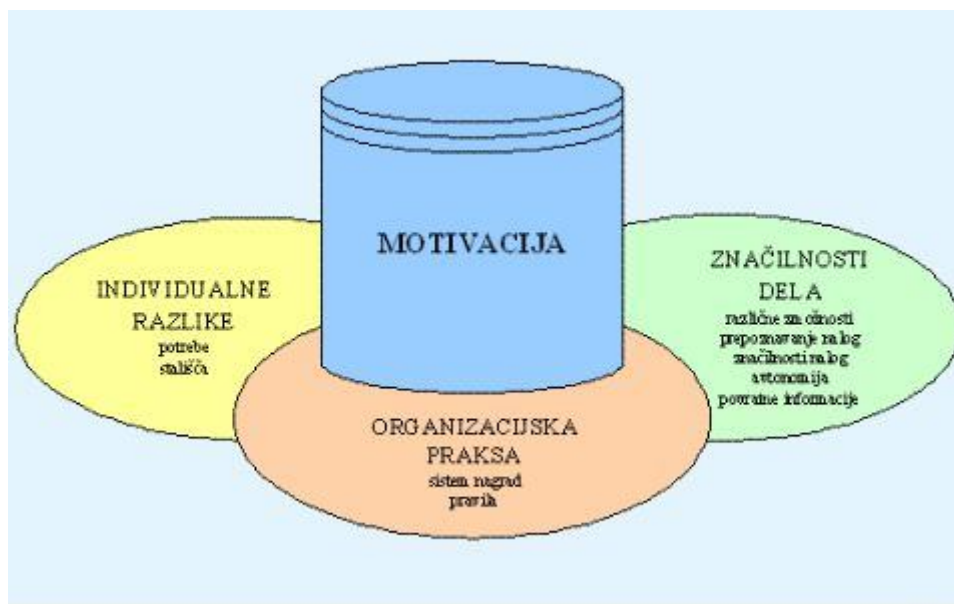 MOTIVACIJA
INDIVIDUALNE
RAZLIKE
potrebe
stališča
ORGANIZACIJSKA
PRAKSA
sistem nagrad
pravila
ZNAČILNOSTI
DELA
različne zmožnosti
prepoznavanje nalog
značilnosti nalog
avtonomija
povratne informacije